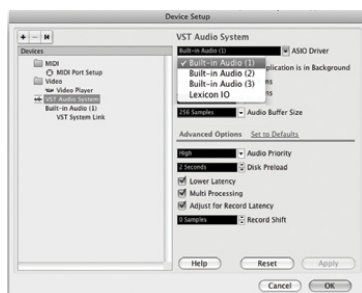 Device Setup
Devices
MIDI
MIDI Port Setup
Video
Video Player
VST Audio System
Built-in Audio (1)
VST System Link
VST Audio System
Built-in Audio (1)
ASIO Driver
Built-in Audio (1)
Built-in Audio (2)
Built-in Audio (3)
Lexicon IO
plication is in Background
256 Samples
Audio Buffer Size
Advanced Options
Set to Defaults
High
Audio Priority
2 Seconds
Disk Preload
Lower Latency
Multi Processing
Adjust for Record Latency
0 Samples
Record Shift
Help
Reset
Apply
Cancel
OK